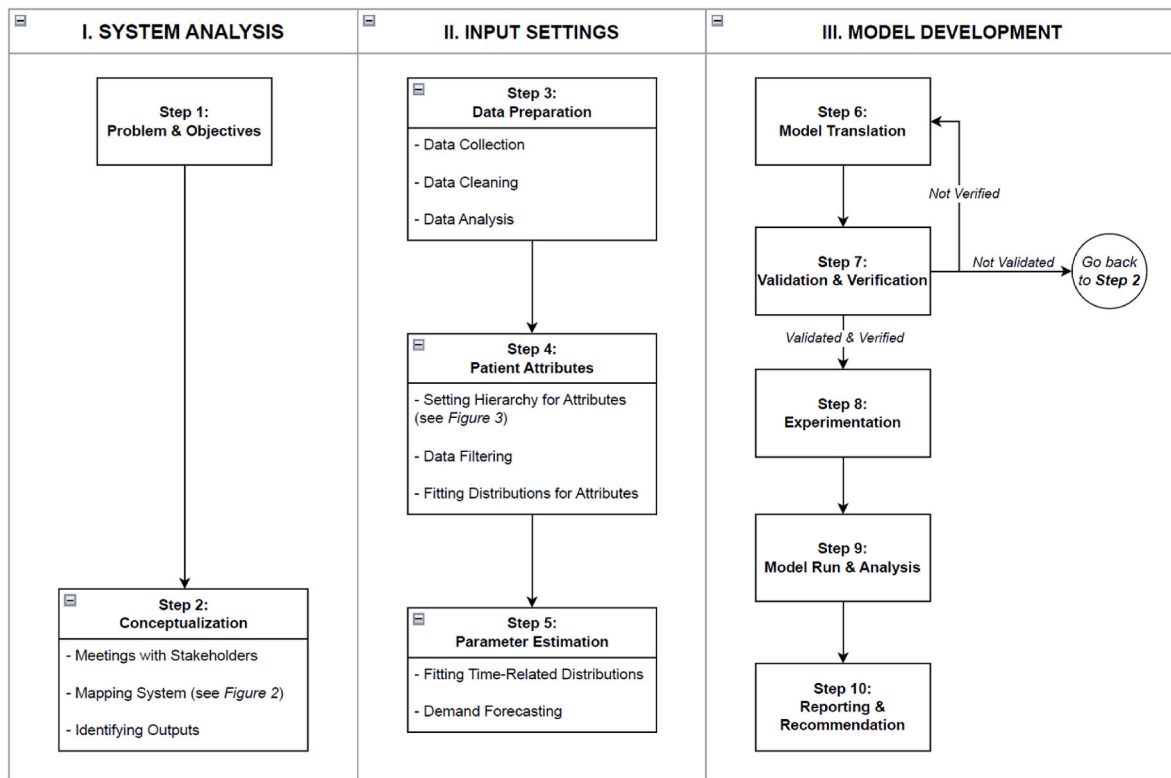 I. SYSTEM ANALYSIS
Step 1:
Problem & Objectives
Step 2:
Conceptualization
- Meetings with Stakeholders
- Mapping System (see Figure 2)
- Identifying Outputs
II. INPUT SETTINGS
Step 3:
Data Preparation
- Data Collection
- Data Cleaning
- Data Analysis
Step 4:
Patient Attributes
- Setting Hierarchy for Attributes
(see Figure 3)
- Data Filtering
- Fitting Distributions for Attributes
Step 5:
Parameter Estimation
- Fitting Time-Related Distributions
- Demand Forecasting
III. MODEL DEVELOPMENT
Step 6:
Model Translation
Not Verified
Step 7:
Validation & Verification
Not Validated
Go back
to Step 2
Validated & Verified
Step 8:
Experimentation
Step 9:
Model Run & Analysis
Step 10:
Reporting &
Recommendation